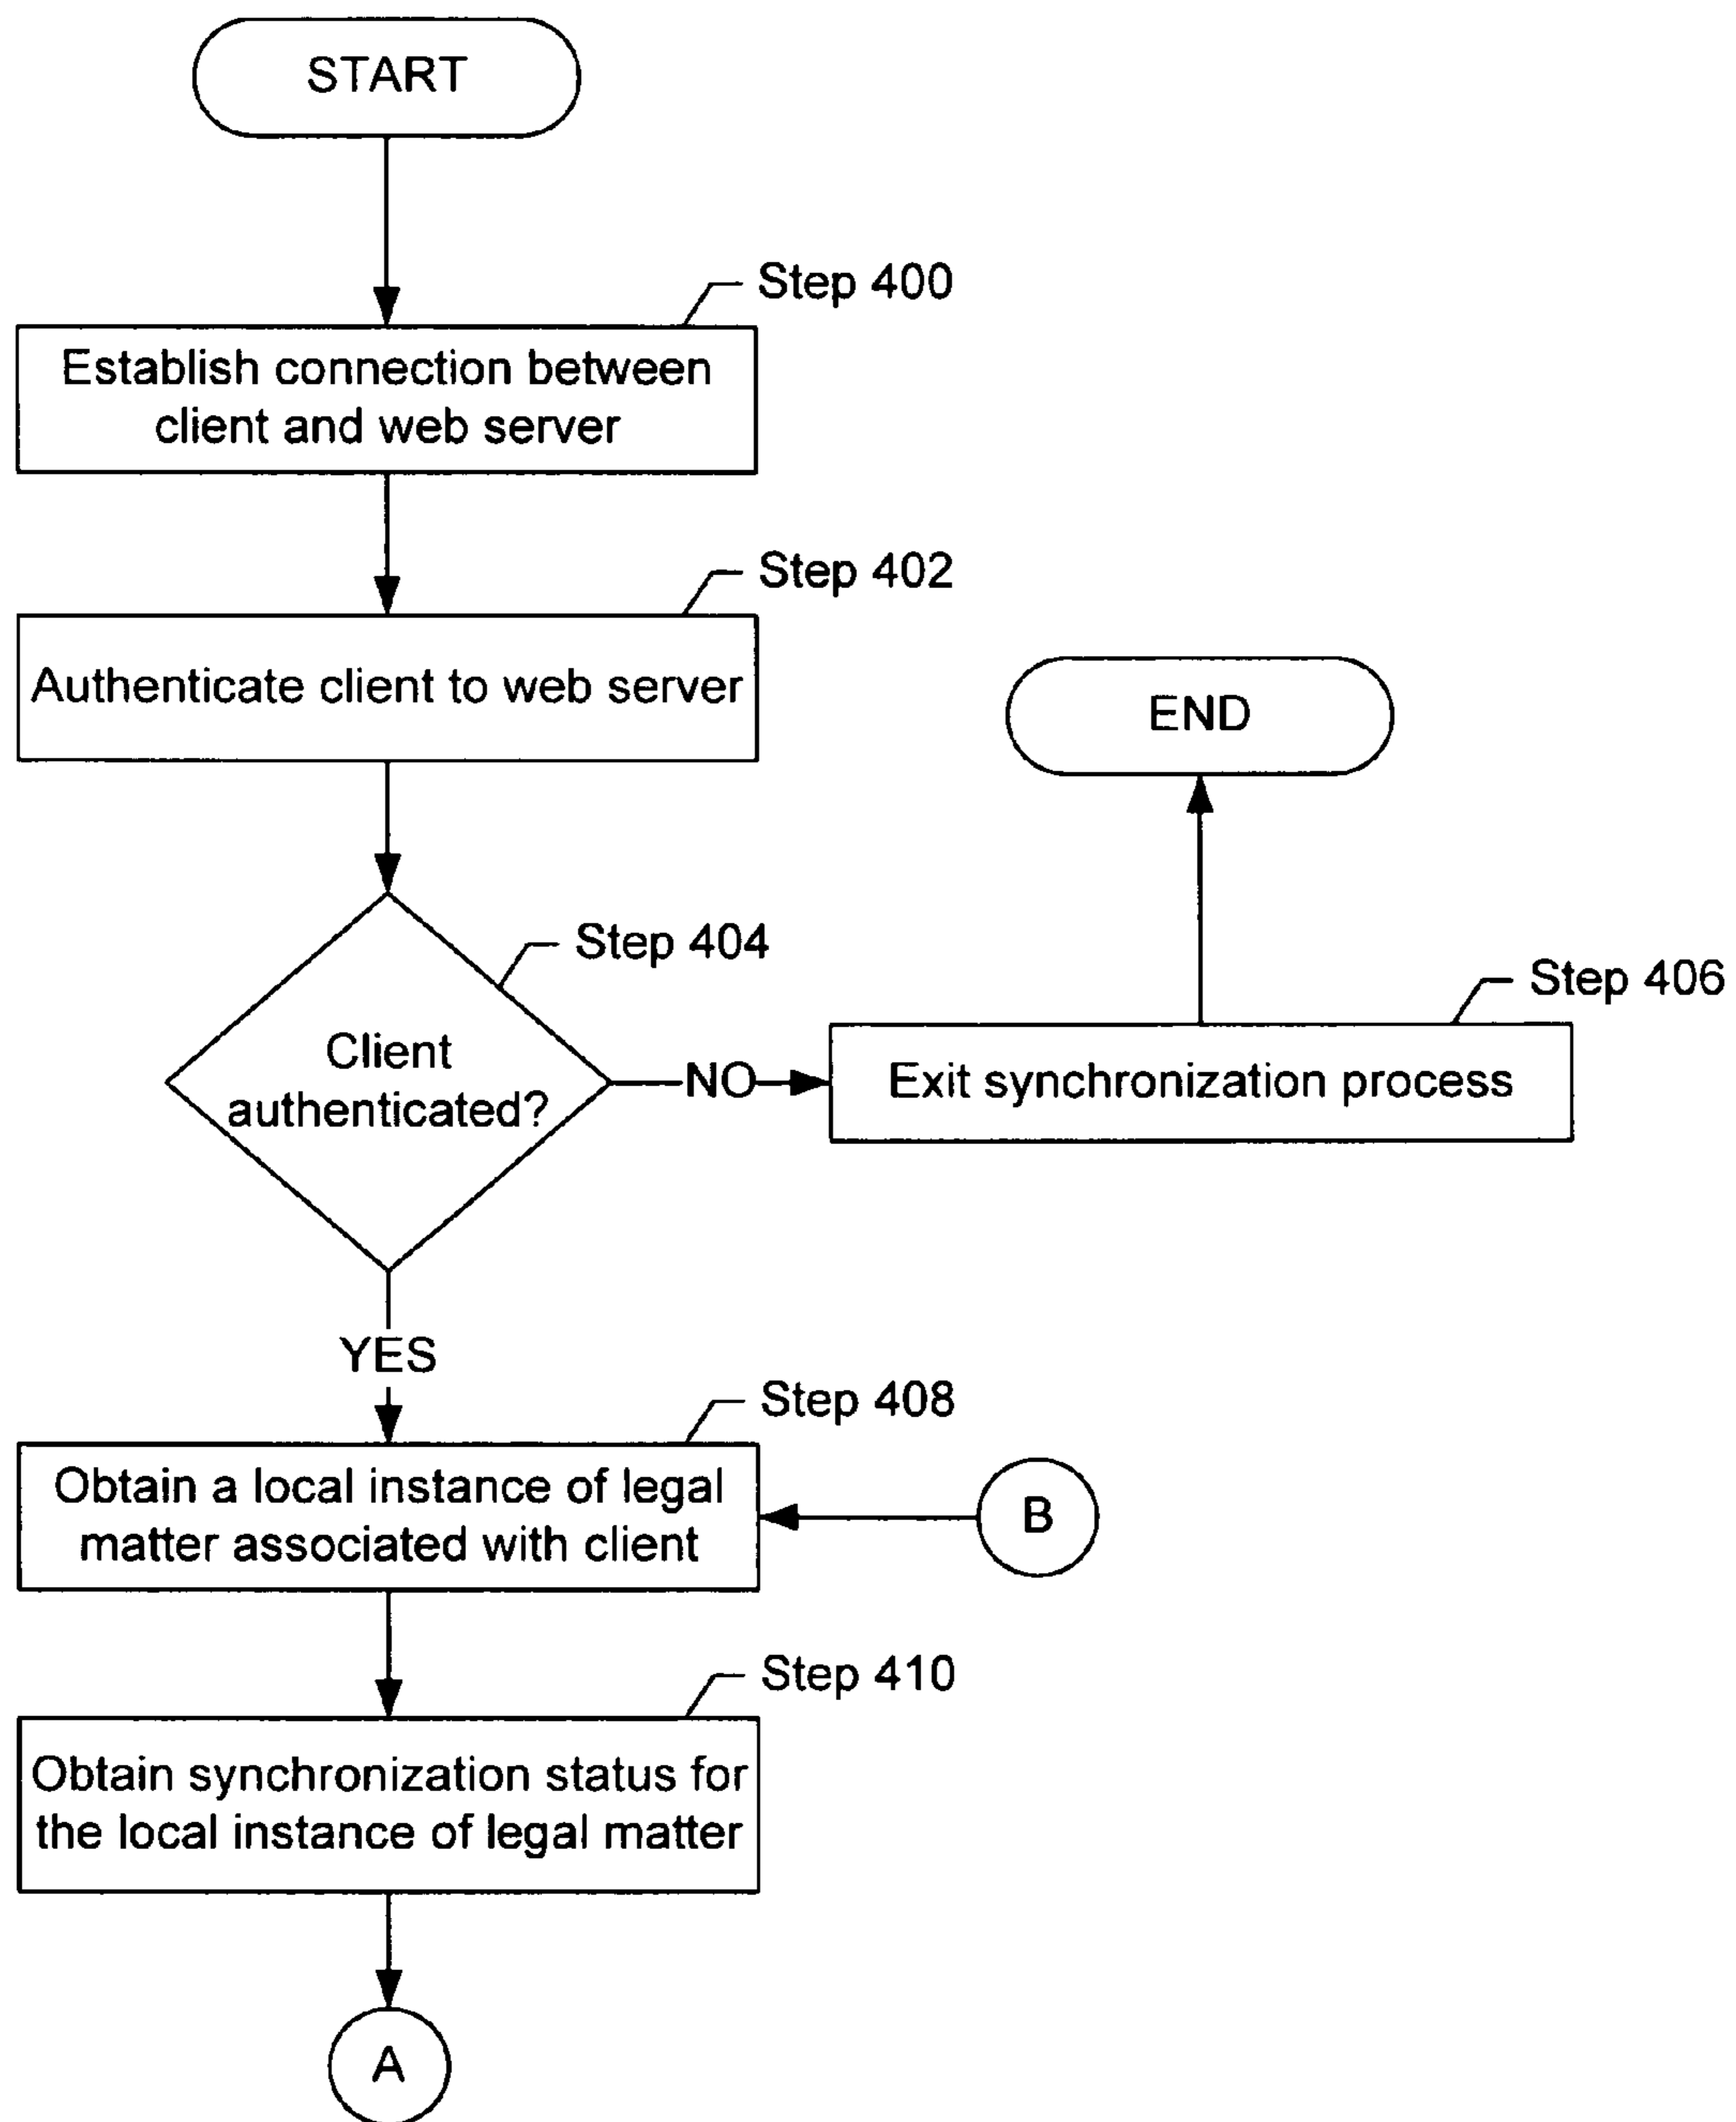 START
Step 400
Establish connection between
client and web server
Step 402
Authenticate client to web server
END
Step 404
Client
authenticated?
NO
Step 406
Exit synchronization process
YES
Step 408
Obtain a local instance of legal
matter associated with client
B
Step 410
Obtain synchronization status for
the local instance of legal matter
A